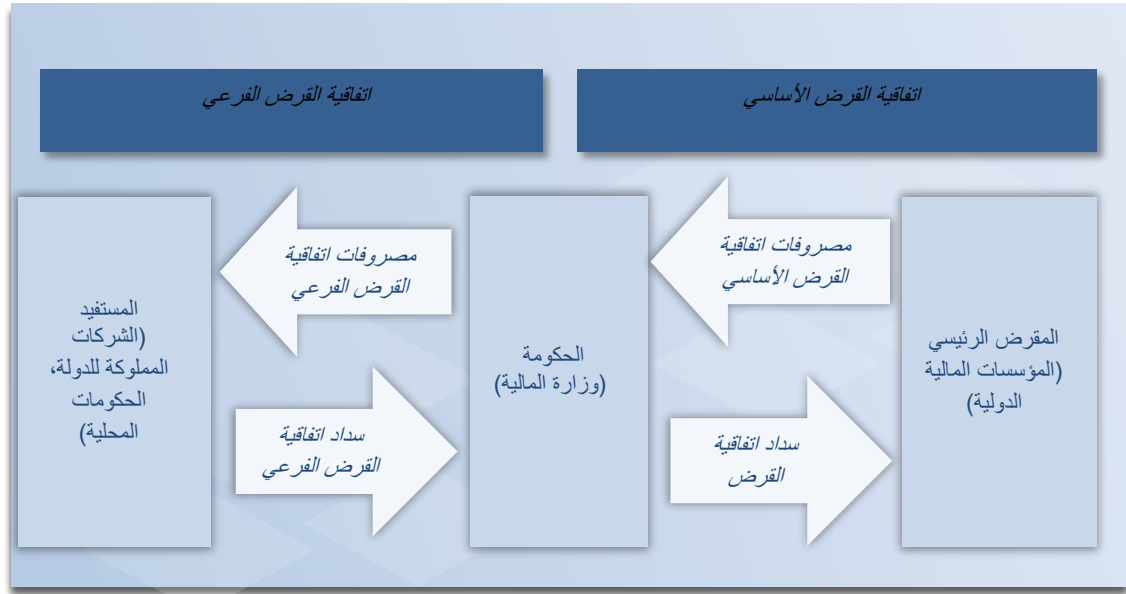 اتفاقية القرض الأساسي
اتفاقية القرض الفرعي
المقرض الرئيسي
(المؤسسات المالية
الدولية)
مصروفات اتفاقية
القرض الأساسي
سداد اتفاقية
القرض
الحكومة
(وزارة المالية)
مصروفات اتفاقية
القرض الفرعي
سداد اتفاقية
القرض الفرعي
المستفيد
(الشركات
المملوكة للدولة،
الحكومات
المحلية)